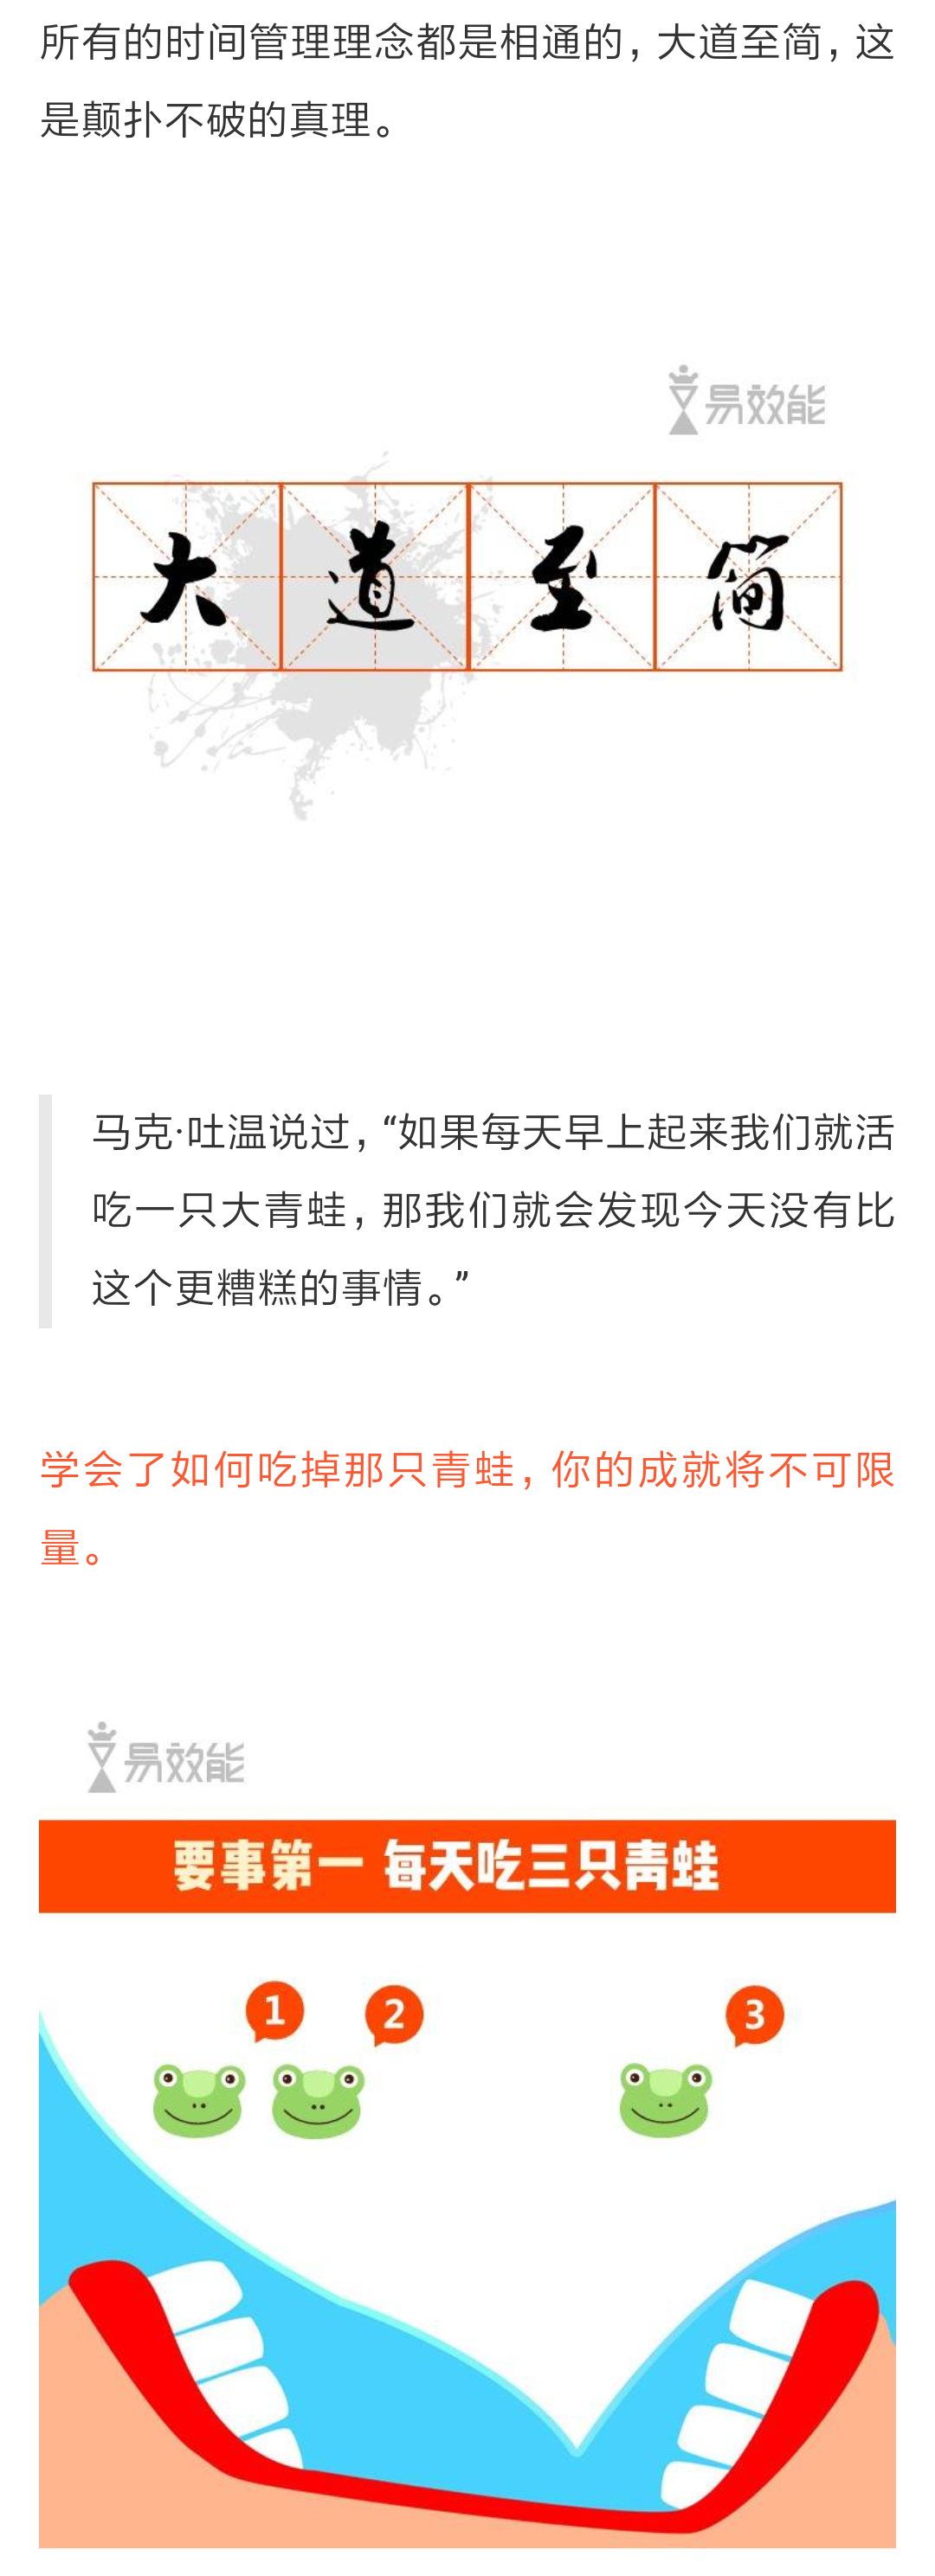 所有的时间管理理念都是相通的，大道至简，这
是颠扑不破的真理。
易效能
大道至简
马克·吐温说过，“如果每天早上起来我们就活
吃一只大青蛙，那我们就会发现今天没有比
这个更糟糕的事情。”
学会了如何吃掉那只青蛙，你的成就将不可限
量。
易效能
要事第一 每天吃三只青蛙
1 2 3